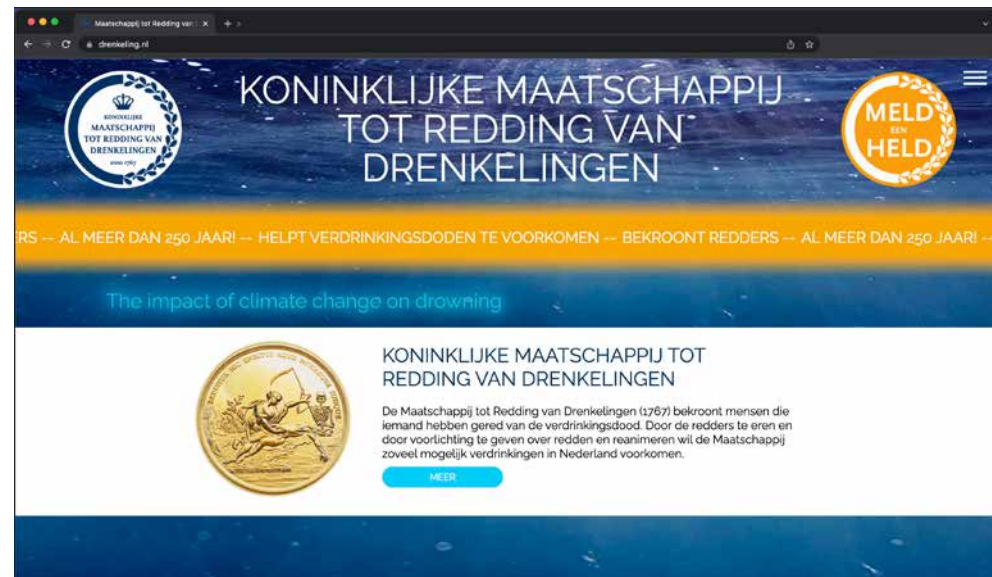 Maatschappij tot Redding van
drenkeling.nl
KONINKLIJKE
MAATSCHAPPIJ
TOT REDDING VAN
DRENKELINGEN
anno 1767
KONINKLIJKE MAATSCHAPPIJ
TOT REDDING VAN
DRENKELINGEN
MELD
EEN
HELD
RS -- AL MEER DAN 250 JAAR! -- HELPT VERDRINKINGSDODEN TE VOORKOMEN -- BEKROONT REDDERS -- AL MEER DAN 250 JAAR! --
The impact of climate change on drowning
KONINKLIJKE MAATSCHAPPIJ TOT
REDDING VAN DRENKELINGEN
De Maatschappij tot Redding van Drenkelingen (1767) bekroont mensen die
iemand hebben gered van de verdrinkingsdood. Door de redders te eren en
door voorlichting te geven over redden en reanimeren wil de Maatschappij
zoveel mogelijk verdrinkingen in Nederland voorkomen.
MEER